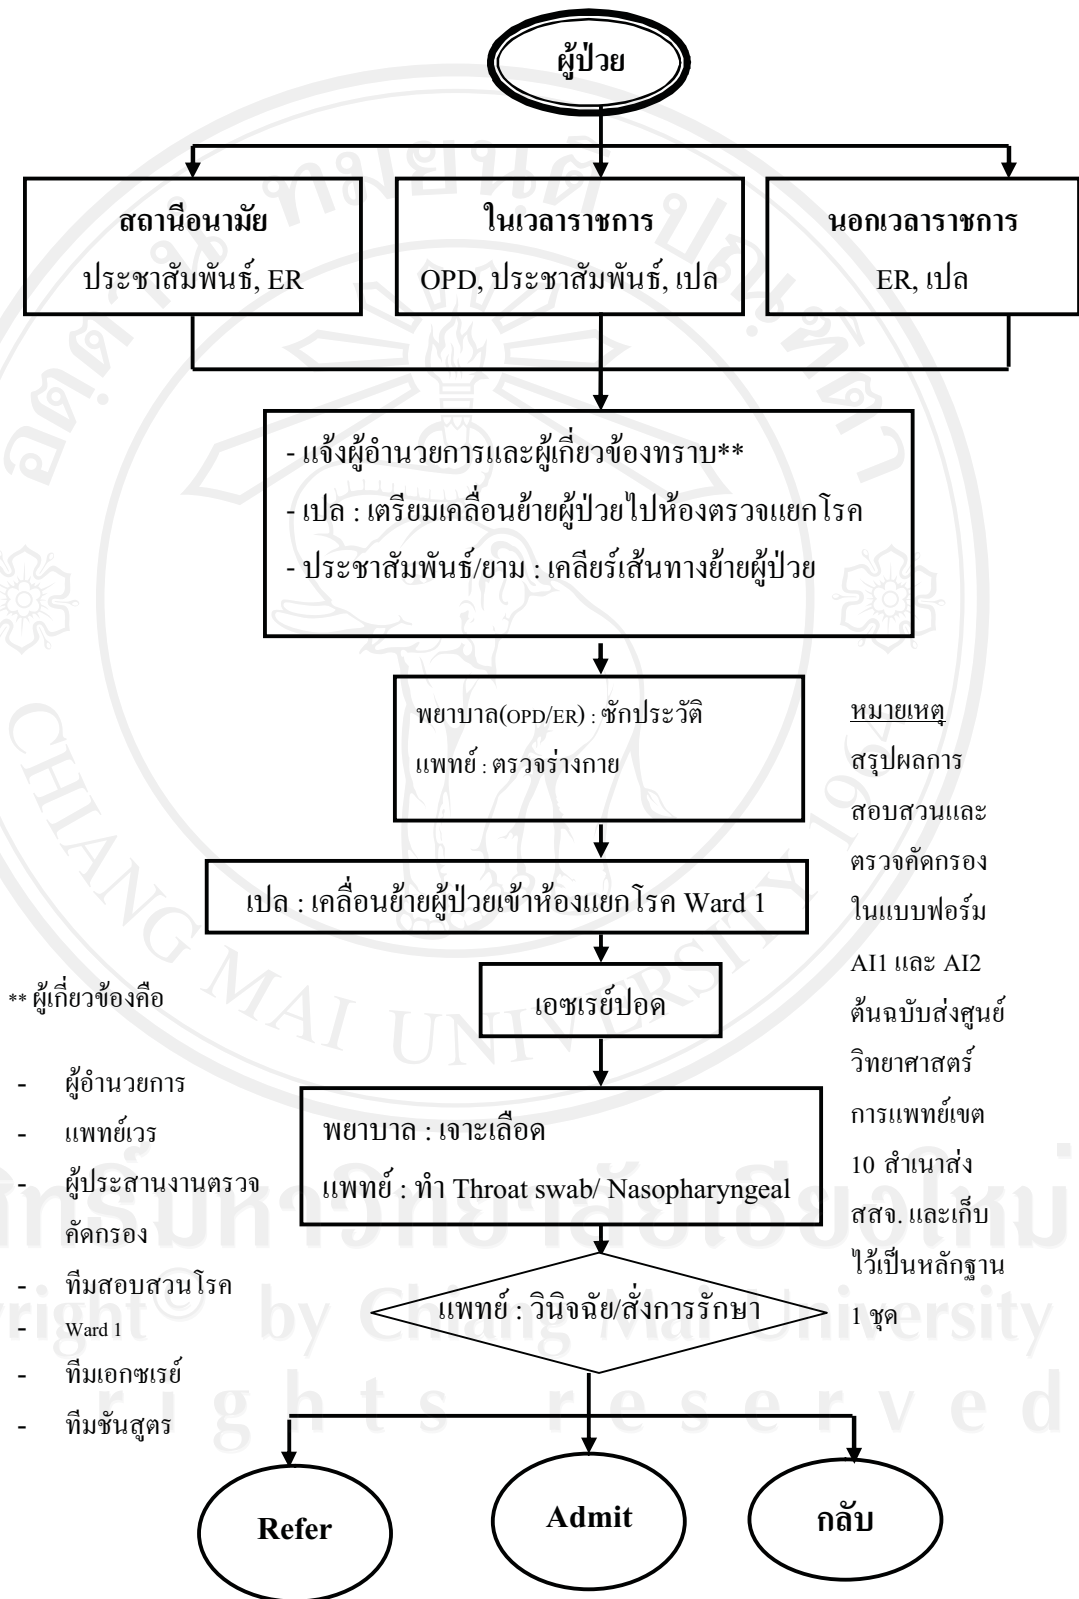 ผู้ป่วย
สถานีอนามัย
ประชาสัมพันธ์, ER
ในเวลาราชการ
OPD, ประชาสัมพันธ์, เปล
นอกเวลาราชการ
ER, เปล
- แจ้งผู้อำนวยการและผู้เกี่ยวข้องทราบ**
- เปล : เตรียมเคลื่อนย้ายผู้ป่วยไปห้องตรวจแยกโรค
- ประชาสัมพันธ์/ยาม : เคลียร์เส้นทางย้ายผู้ป่วย
พยาบาล(OPD/ER) : ซักประวัติ
แพทย์ : ตรวจร่างกาย
เปล : เคลื่อนย้ายผู้ป่วยเข้าห้องแยกโรค Ward 1
เอซเรย์ปอด
พยาบาล : เจาะเลือด
แพทย์ : ทำ Throat swab/ Nasopharyngeal
แพทย์ : วินิจฉัย/สั่งการรักษา
Refer
Admit
กลับ
หมายเหตุ
สรุปผลการ
สอบสวนและ
ตรวจคัดกรอง
ในแบบฟอร์ม
AI1 และ AI2
ต้นฉบับส่งศูนย์
วิทยาศาสตร์
การแพทย์เขต
10 สำเนาส่ง
สสจ. และเก็บ
ไว้เป็นหลักฐาน
1 ชุด
** ผู้เกี่ยวข้องคือ
- ผู้อำนวยการ
- แพทย์เวร
- ผู้ประสานงานตรวจ
คัดกรอง
- ทีมสอบสวนโรค
- Ward 1
- ทีมเอกซเรย์
- ทีมชันสูตร
CHIANG MAI UNIVERSITY 1964
by Chiang Mai University
rights reserved